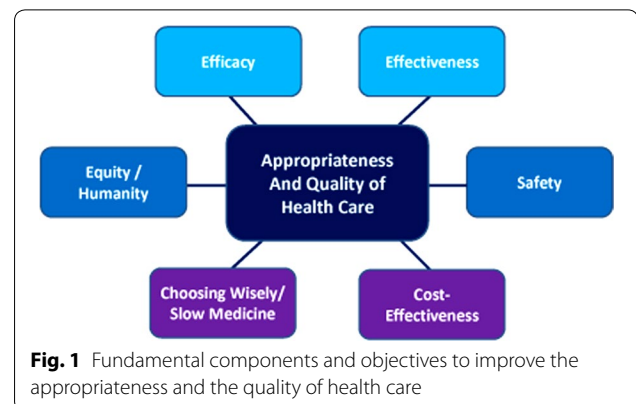 Efficacy
Effectiveness
Equity /
Humanity
Appropriateness
And Quality of
Health Care
Safety
Choosing Wisely/
Slow Medicine
Cost-
Effectiveness
Fig. 1 Fundamental components and objectives to improve the
appropriateness and the quality of health care